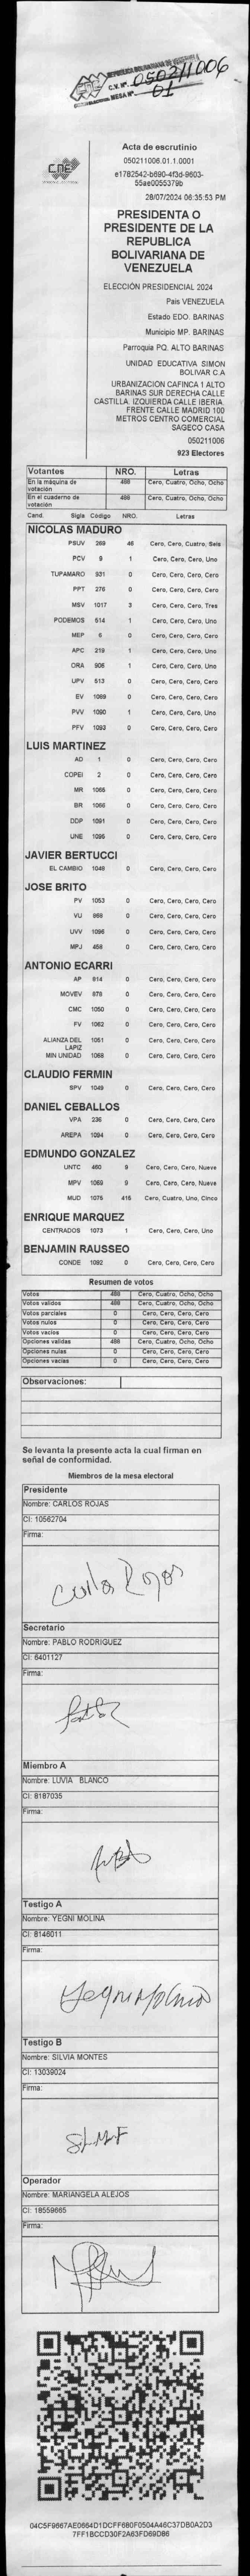 REPUBLICA BOLIVARIANA DE VENEZUELA
C.V. Nº 050211006
MESA Nº 01
CNE
Acta de escrutinio
050211006.01.1.0001
e1782542-b690-4f3d-9603-
55ae0055379b
28/07/2024 06:35:53 PM
PRESIDENTA O
PRESIDENTE DE LA
REPUBLICA
BOLIVARIANA DE
VENEZUELA
ELECCIÓN PRESIDENCIAL 2024
Pais VENEZUELA
Estado EDO. BARINAS
Municipio MP. BARINAS
Parroquia PQ. ALTO BARINAS
UNIDAD EDUCATIVA SIMON
BOLIVAR C.A
URBANIZACION CAFINCA 1 ALTO
BARINAS SUR DERECHA CALLE
CASTILLA. IZQUIERDA CALLE IBERIA.
FRENTE CALLE MADRID 100
METROS CENTRO COMERCIAL
SAGECO CASA
050211006
923 Electores
Votantes NRO. Letras
En la máquina de votación 488 Cero, Cuatro, Ocho, Ocho
En el cuaderno de votación 488 Cero, Cuatro, Ocho, Ocho
Cand. Sigla Código NRO. Letras
NICOLAS MADURO
PSUV 269 46 Cero, Cero, Cuatro, Seis
PCV 9 1 Cero, Cero, Cero, Uno
TUPAMARO 931 0 Cero, Cero, Cero, Cero
PPT 276 0 Cero, Cero, Cero, Cero
MSV 1017 3 Cero, Cero, Cero, Tres
PODEMOS 514 1 Cero, Cero, Cero, Uno
MEP 6 0 Cero, Cero, Cero, Cero
APC 219 1 Cero, Cero, Cero, Uno
ORA 906 1 Cero, Cero, Cero, Uno
UPV 513 0 Cero, Cero, Cero, Cero
EV 1069 0 Cero, Cero, Cero, Cero
PVV 1090 1 Cero, Cero, Cero, Uno
PFV 1093 0 Cero, Cero, Cero, Cero
LUIS MARTINEZ
AD 1 0 Cero, Cero, Cero, Cero
COPEI 2 0 Cero, Cero, Cero, Cero
MR 1065 0 Cero, Cero, Cero, Cero
BR 1066 0 Cero, Cero, Cero, Cero
DDP 1091 0 Cero, Cero, Cero, Cero
UNE 1095 0 Cero, Cero, Cero, Cero
JAVIER BERTUCCI
EL CAMBIO 1046 0 Cero, Cero, Cero, Cero
JOSE BRITO
PV 1053 0 Cero, Cero, Cero, Cero
VU 869 0 Cero, Cero, Cero, Cero
UVV 1096 0 Cero, Cero, Cero, Cero
MPJ 458 0 Cero, Cero, Cero, Cero
ANTONIO ECARRI
AP 814 0 Cero, Cero, Cero, Cero
MOVEV 878 0 Cero, Cero, Cero, Cero
CMC 1050 0 Cero, Cero, Cero, Cero
FV 1062 0 Cero, Cero, Cero, Cero
ALIANZA DEL LAPIZ 1051 0 Cero, Cero, Cero, Cero
MIN UNIDAD 1068 0 Cero, Cero, Cero, Cero
CLAUDIO FERMIN
SPV 1049 0 Cero, Cero, Cero, Cero
DANIEL CEBALLOS
VPA 236 0 Cero, Cero, Cero, Cero
AREPA 1094 0 Cero, Cero, Cero, Cero
EDMUNDO GONZALEZ
UNTC 460 9 Cero, Cero, Cero, Nueve
MPV 1059 9 Cero, Cero, Cero, Nueve
MUD 1075 415 Cero, Cuatro, Uno, Cinco
ENRIQUE MARQUEZ
CENTRADOS 1073 1 Cero, Cero, Cero, Uno
BENJAMIN RAUSSEO
CONDE 1092 0 Cero, Cero, Cero, Cero
Resumen de votos
Votos 488 Cero, Cuatro, Ocho, Ocho
Votos validos 488 Cero, Cuatro, Ocho, Ocho
Votos parciales 0 Cero, Cero, Cero, Cero
Votos nulos 0 Cero, Cero, Cero, Cero
Votos vacios 0 Cero, Cero, Cero, Cero
Opciones validas 488 Cero, Cuatro, Ocho, Ocho
Opciones nulas 0 Cero, Cero, Cero, Cero
Opciones vacias 0 Cero, Cero, Cero, Cero
Observaciones:
Se levanta la presente acta la cual firman en
señal de conformidad.
Miembros de la mesa electoral
Presidente
Nombre: CARLOS ROJAS
CI: 10562704
Firma:
Carlos Rojas
Secretario
Nombre: PABLO RODRIGUEZ
CI: 6401127
Firma:
Miembro A
Nombre: LUVIA BLANCO
CI: 8187035
Firma:
Testigo A
Nombre: YEGNI MOLINA
CI: 8146011
Firma:
Yegni Molina
Testigo B
Nombre: SILVIA MONTES
CI: 13039024
Firma:
Operador
Nombre: MARIANGELA ALEJOS
CI: 18559665
Firma:
04C5F9667AE0664D1DCFF680F0504A46C37DB0A2D3
7FF1BCCD30F2A63FD69D86